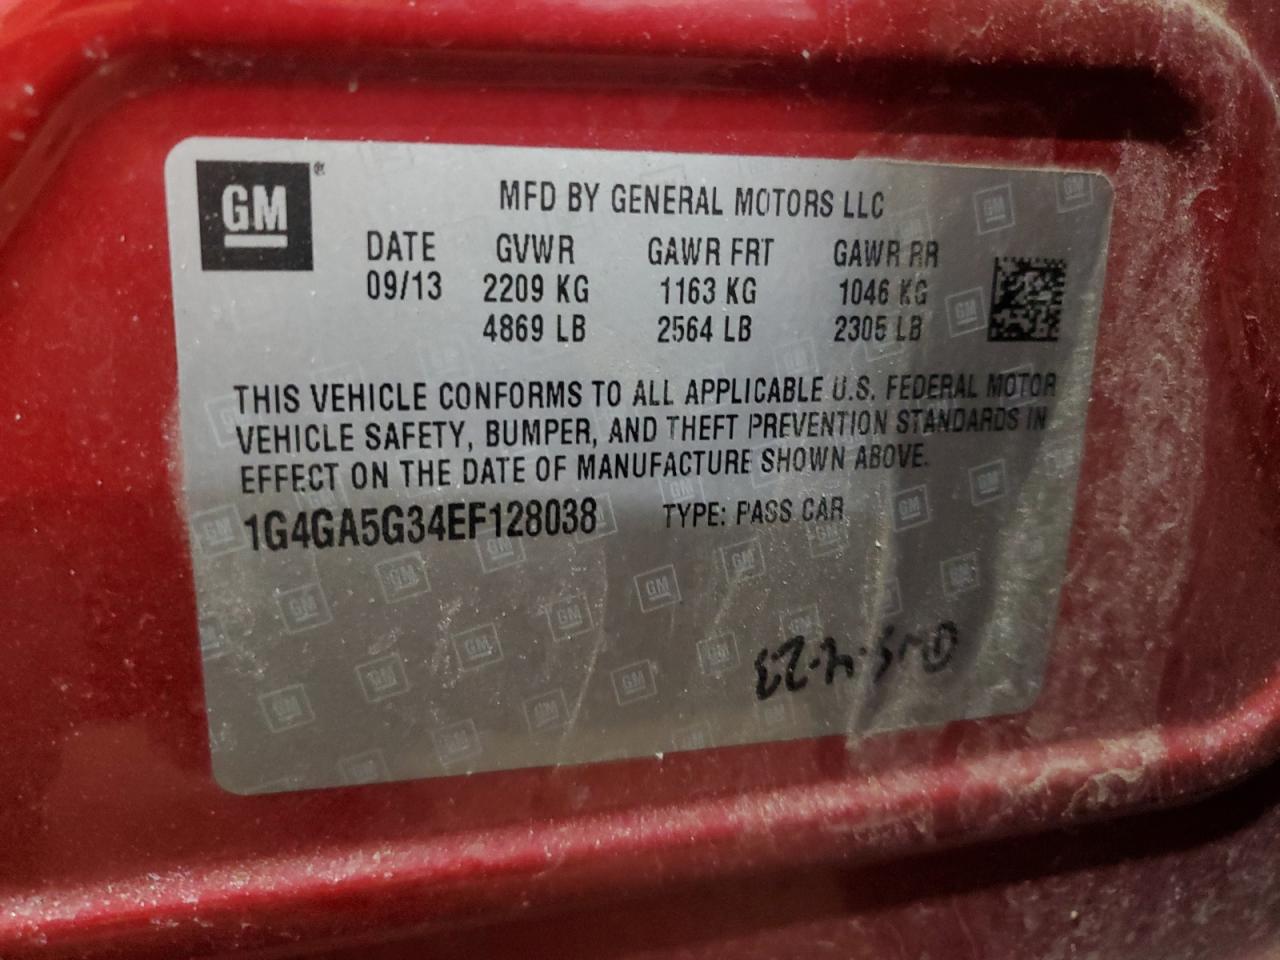 GM ®
MFD BY GENERAL MOTORS LLC
DATE GVWR GAWR FRT GAWR RR
09/13 2209 KG 1163 KG 1046 KG
4869 LB 2564 LB 2305 LB
THIS VEHICLE CONFORMS TO ALL APPLICABLE U.S. FEDERAL MOTOR
VEHICLE SAFETY, BUMPER, AND THEFT PREVENTION STANDARDS IN
EFFECT ON THE DATE OF MANUFACTURE SHOWN ABOVE.
1G4GA5G34EF128038 TYPE: PASS CAR